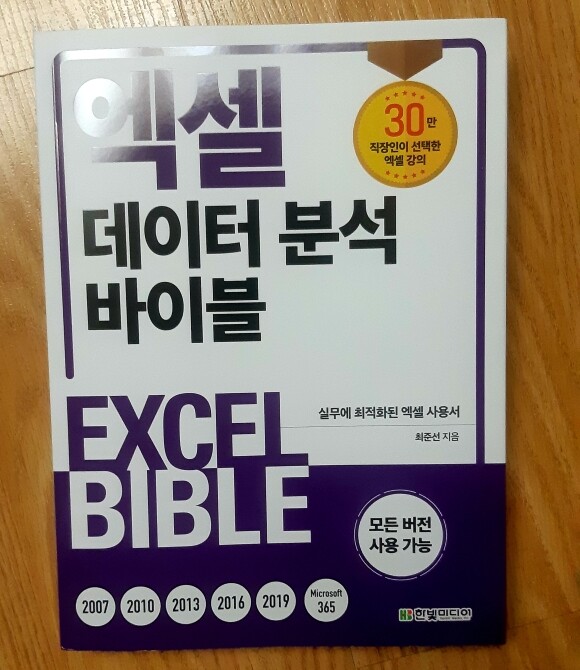 엑셀
데이터 분석
바이블
30만
직장인이 선택한
엑셀 강의
EXCEL
BIBLE
실무에 최적화된 엑셀 사용서
최준선 지음
모든 버전
사용 가능
2007
2010
2013
2016
2019
Microsoft
365
HB 한빛미디어